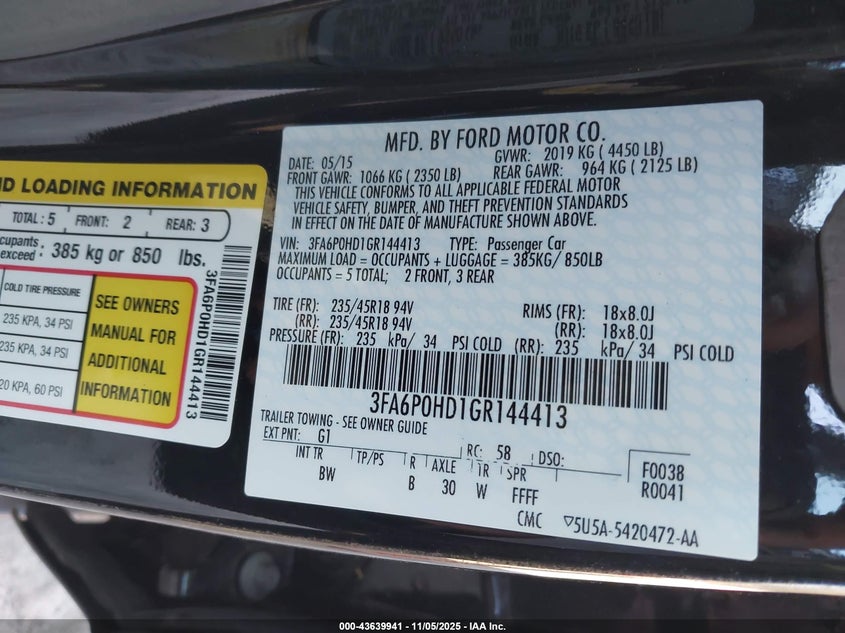 ND LOADING INFORMATION
TOTAL: 5 FRONT: 2 REAR: 3
cupants
exceed : 385 kg or 850 lbs.
COLD TIRE PRESSURE
235 KPA, 34 PSI
235 KPA, 34 PSI
20 KPA, 60 PSI
SEE OWNERS
MANUAL FOR
ADDITIONAL
INFORMATION
3FA6P0HD1GR144413
MFD. BY FORD MOTOR CO.
DATE: 05/15 GVWR: 2019 KG ( 4450 LB)
FRONT GAWR: 1066 KG ( 2350 LB) REAR GAWR: 964 KG ( 2125 LB)
THIS VEHICLE CONFORMS TO ALL APPLICABLE FEDERAL MOTOR
VEHICLE SAFETY, BUMPER, AND THEFT PREVENTION STANDARDS
IN EFFECT ON THE DATE OF MANUFACTURE SHOWN ABOVE.
VIN: 3FA6P0HD1GR144413 TYPE: Passenger Car
MAXIMUM LOAD = OCCUPANTS + LUGGAGE = 385KG/850LB
OCCUPANTS = 5 TOTAL; 2 FRONT, 3 REAR
TIRE (FR): 235/45R18 94V RIMS (FR): 18x8.0J
(RR): 235/45R18 94V (RR): 18x8.0J
PRESSURE (FR): 235 kPa/ 34 PSI COLD (RR): 235 kPa/34 PSI COLD
3FA6P0HD1GR144413
TRAILER TOWING - SEE OWNER GUIDE
EXT PNT: G1 RC: 58 DSO:
INT TR TP/PS R AXLE TR SPR F0038
BW B 30 W FFFF R0041
CMC ▽5U5A-5420472-AA
000-43639941 - 11/05/2025 - IAA Inc.